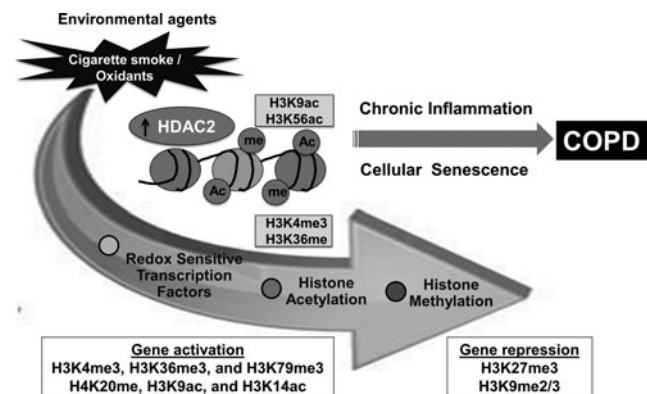 Environmental agents
Cigarette smoke /
Oxidants
↑ HDAC2
H3K9ac
H3K56ac
me
Ac
Ac
me
H3K4me3
H3K36me
Chronic Inflammation
Cellular Senescence
COPD
Redox Sensitive
Transcription
Factors
Histone
Acetylation
Histone
Methylation
Gene activation
H3K4me3, H3K36me3, and H3K79me3
H4K20me, H3K9ac, and H3K14ac
Gene repression
H3K27me3
H3K9me2/3